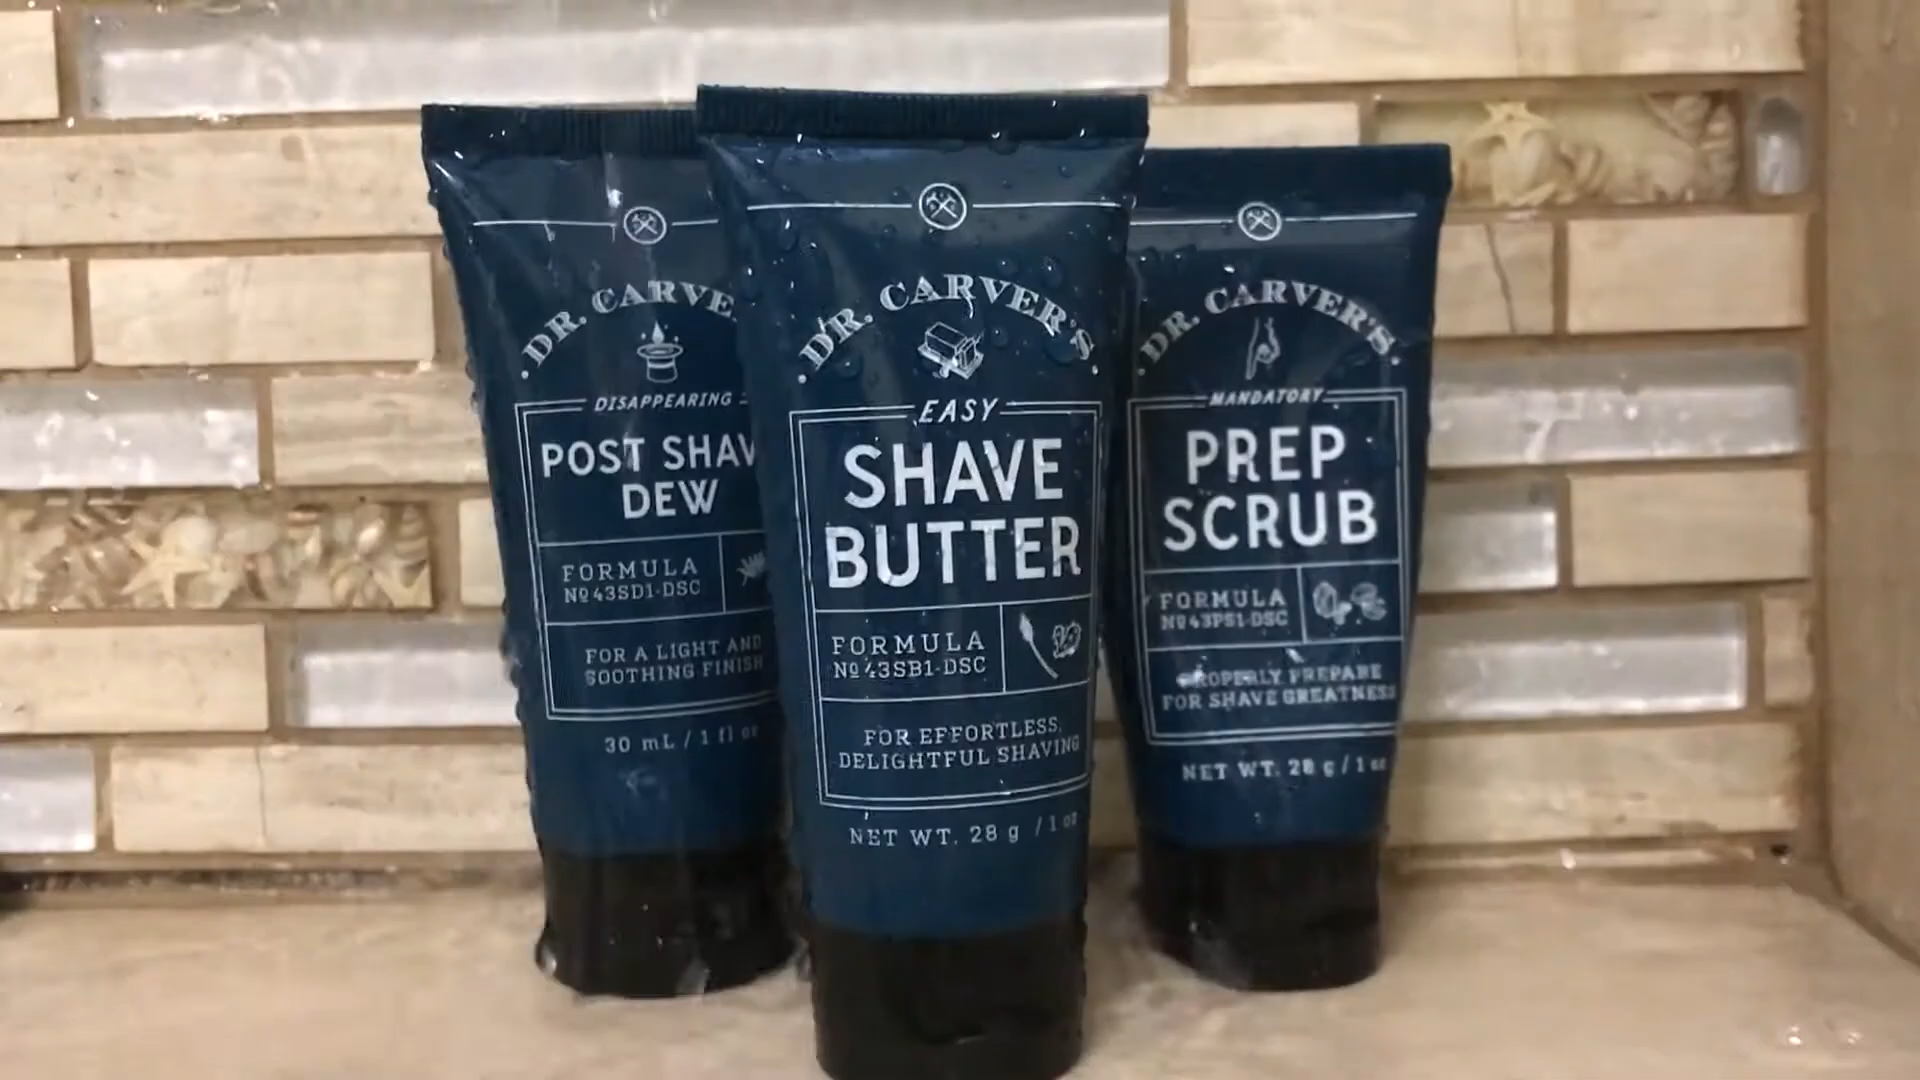 DR. CARVE
DISAPPEARING
POST SHAV
DEW
FORMULA
Nº43SD1-DSC
FOR A LIGHT AND
SOOTHING FINISH
30 mL / 1 fl oz
DR. CARVER'S
EASY
SHAVE
BUTTER
FORMULA
Nº43SB1-DSC
FOR EFFORTLESS,
DELIGHTFUL SHAVING
NET WT. 28 g / 1 oz
DR. CARVER'S
MANDATORY
PREP
SCRUB
FORMULA
Nº43PS1-DSC
PROPERLY PREPARE
FOR SHAVE GREATNESS
NET WT. 28 g / 1 oz